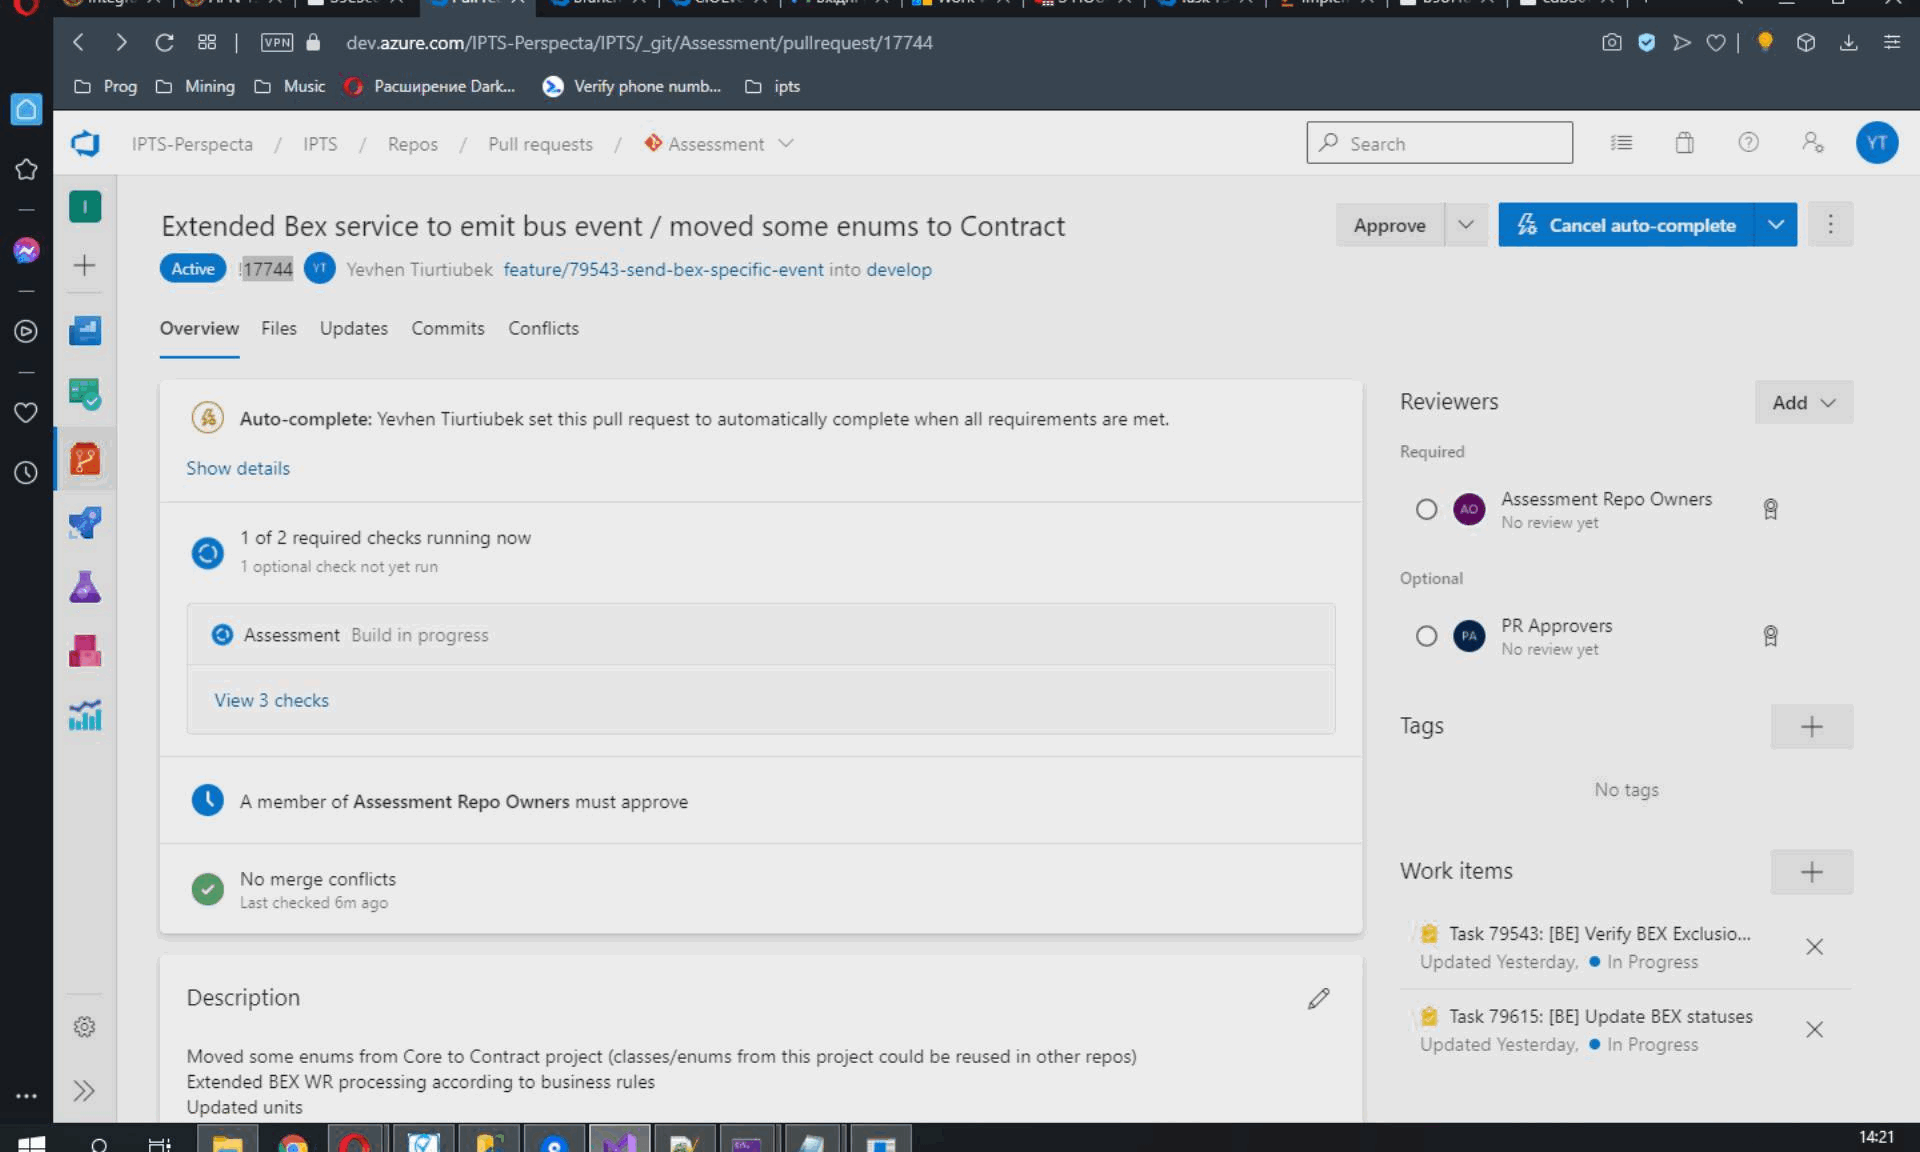 VPN
dev.azure.com/IPTS-Perspecta/IPTS/_git/Assessment/pullrequest/17744
Prog
Mining
Music
Расширение Dark...
Verify phone numb...
ipts
IPTS-Perspecta / IPTS / Repos / Pull requests / Assessment
Search
YT
I
Extended Bex service to emit bus event / moved some enums to Contract
Approve
Cancel auto-complete
Active
!17744
YT
Yevhen Tiurtiubek
feature/79543-send-bex-specific-event into develop
Overview
Files
Updates
Commits
Conflicts
Auto-complete: Yevhen Tiurtiubek set this pull request to automatically complete when all requirements are met.
Show details
1 of 2 required checks running now
1 optional check not yet run
Assessment Build in progress
View 3 checks
A member of Assessment Repo Owners must approve
No merge conflicts
Last checked 6m ago
Description
Moved some enums from Core to Contract project (classes/enums from this project could be reused in other repos)
Extended BEX WR processing according to business rules
Updated units
Reviewers
Add
Required
AO
Assessment Repo Owners
No review yet
Optional
PA
PR Approvers
No review yet
Tags
No tags
Work items
Task 79543: [BE] Verify BEX Exclusio...
Updated Yesterday, In Progress
Task 79615: [BE] Update BEX statuses
Updated Yesterday, In Progress
14:21